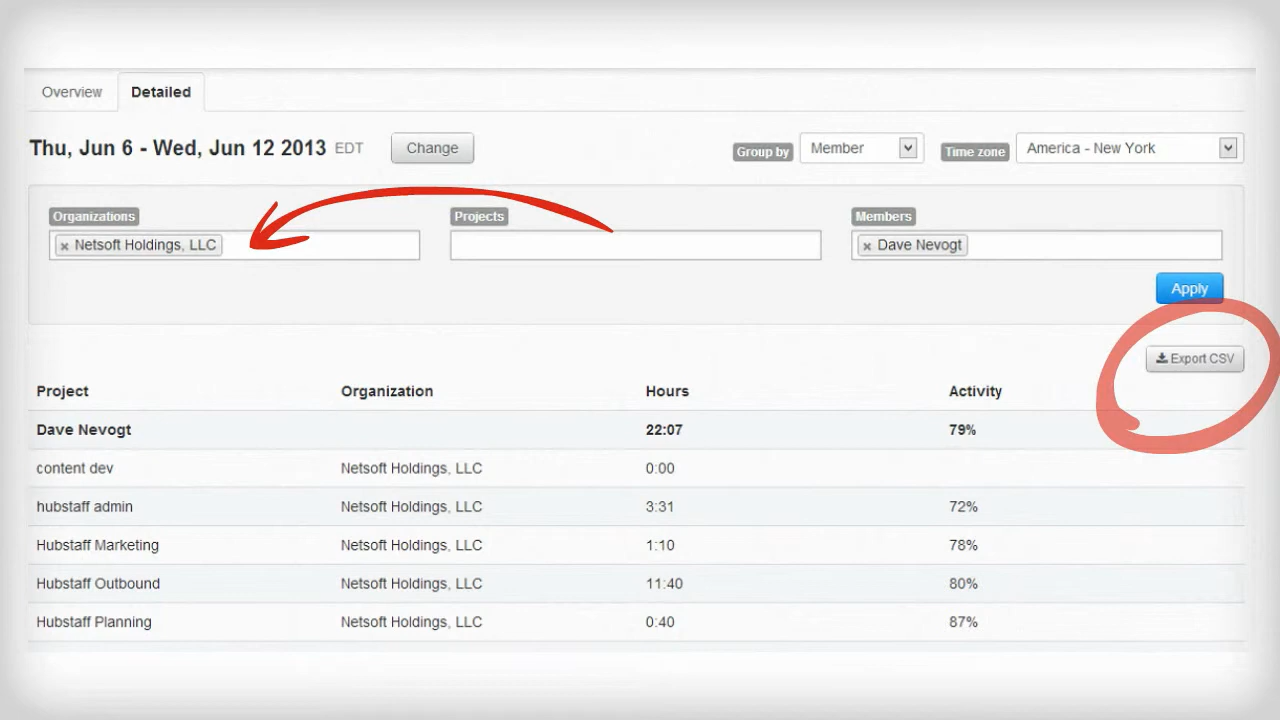 Overview Detailed
Thu, Jun 6 - Wed, Jun 12 2013 EDT Change Group by Member Time zone America - New York
Organizations Projects Members
× Netsoft Holdings, LLC × Dave Nevogt
Apply
Export CSV
Project Organization Hours Activity
Dave Nevogt 22:07 79%
content dev Netsoft Holdings, LLC 0:00
hubstaff admin Netsoft Holdings, LLC 3:31 72%
Hubstaff Marketing Netsoft Holdings, LLC 1:10 78%
Hubstaff Outbound Netsoft Holdings, LLC 11:40 80%
Hubstaff Planning Netsoft Holdings, LLC 0:40 87%